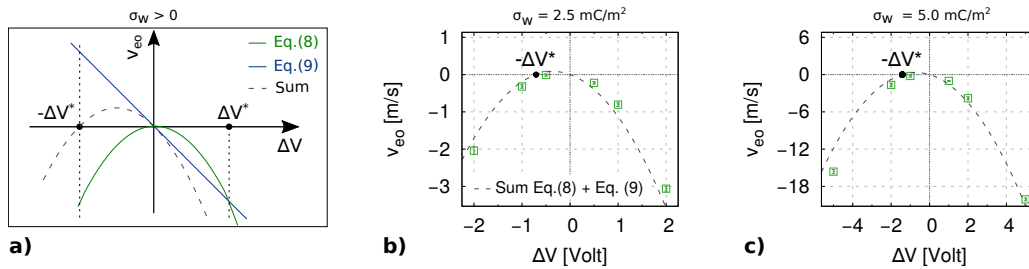 σw > 0
veo
Eq.(8)
Eq.(9)
Sum
-ΔV*
ΔV*
ΔV
a)
σw = 2.5 mC/m²
veo [m/s]
1
0
−1
−2
−3
-ΔV*
Sum Eq.(8) + Eq. (9)
−2 −1 0 1 2
ΔV [Volt]
b)
σw = 5.0 mC/m²
veo [m/s]
6
0
−6
−12
−18
-ΔV*
−4 −2 0 2 4
ΔV [Volt]
c)